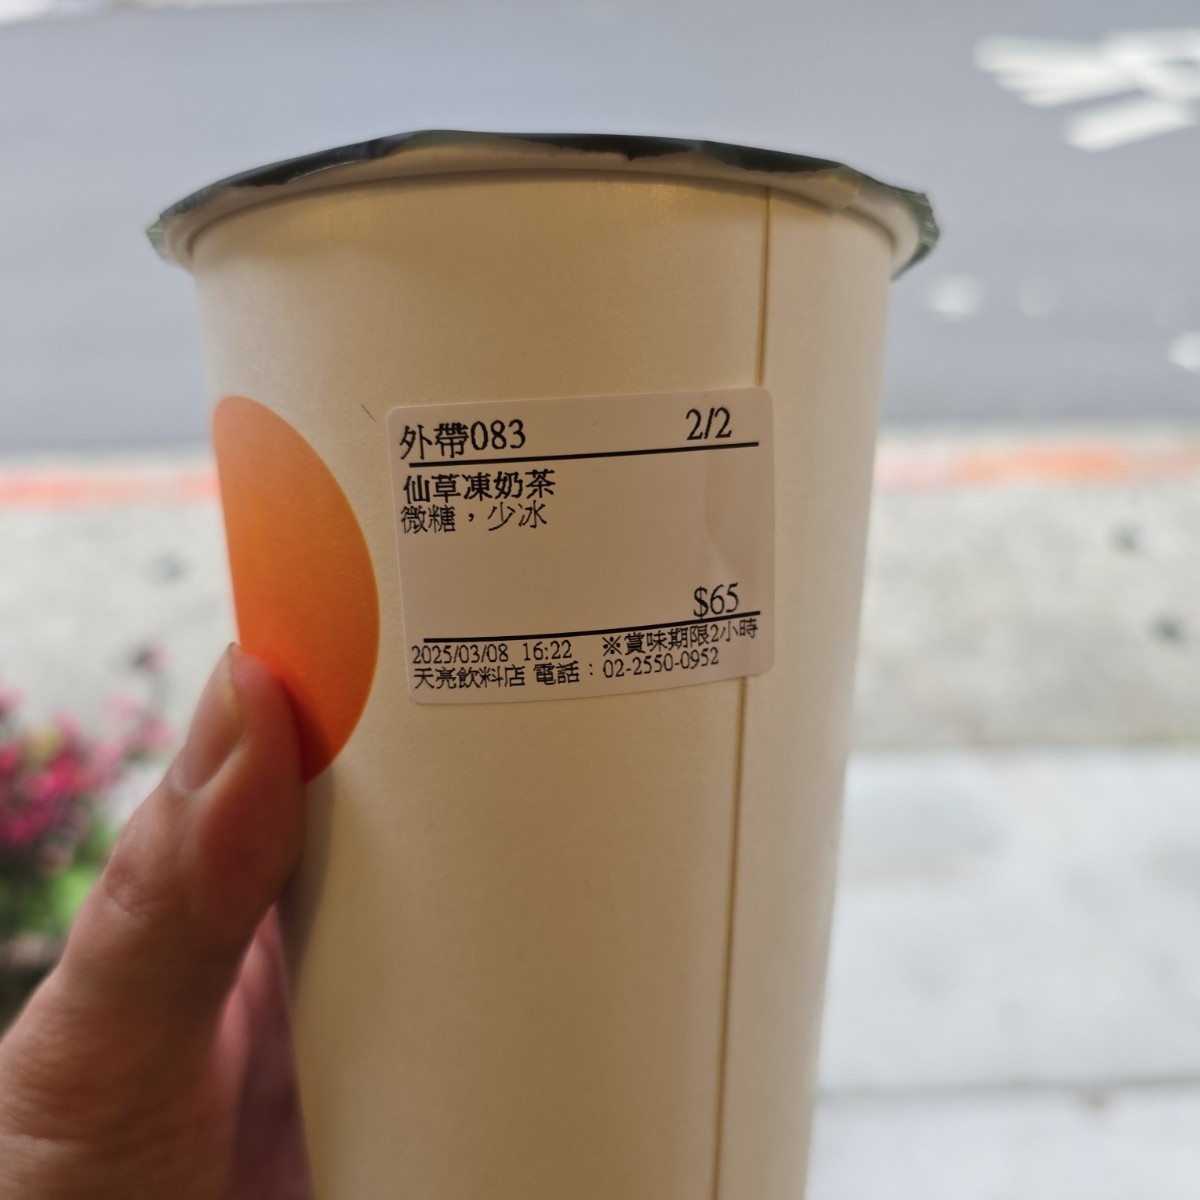 外帶083 2/2
仙草凍奶茶
微糖，少冰
$65
2025/03/08 16:22 ※賞味期限2小時
天亮飲料店 電話：02-2550-0952